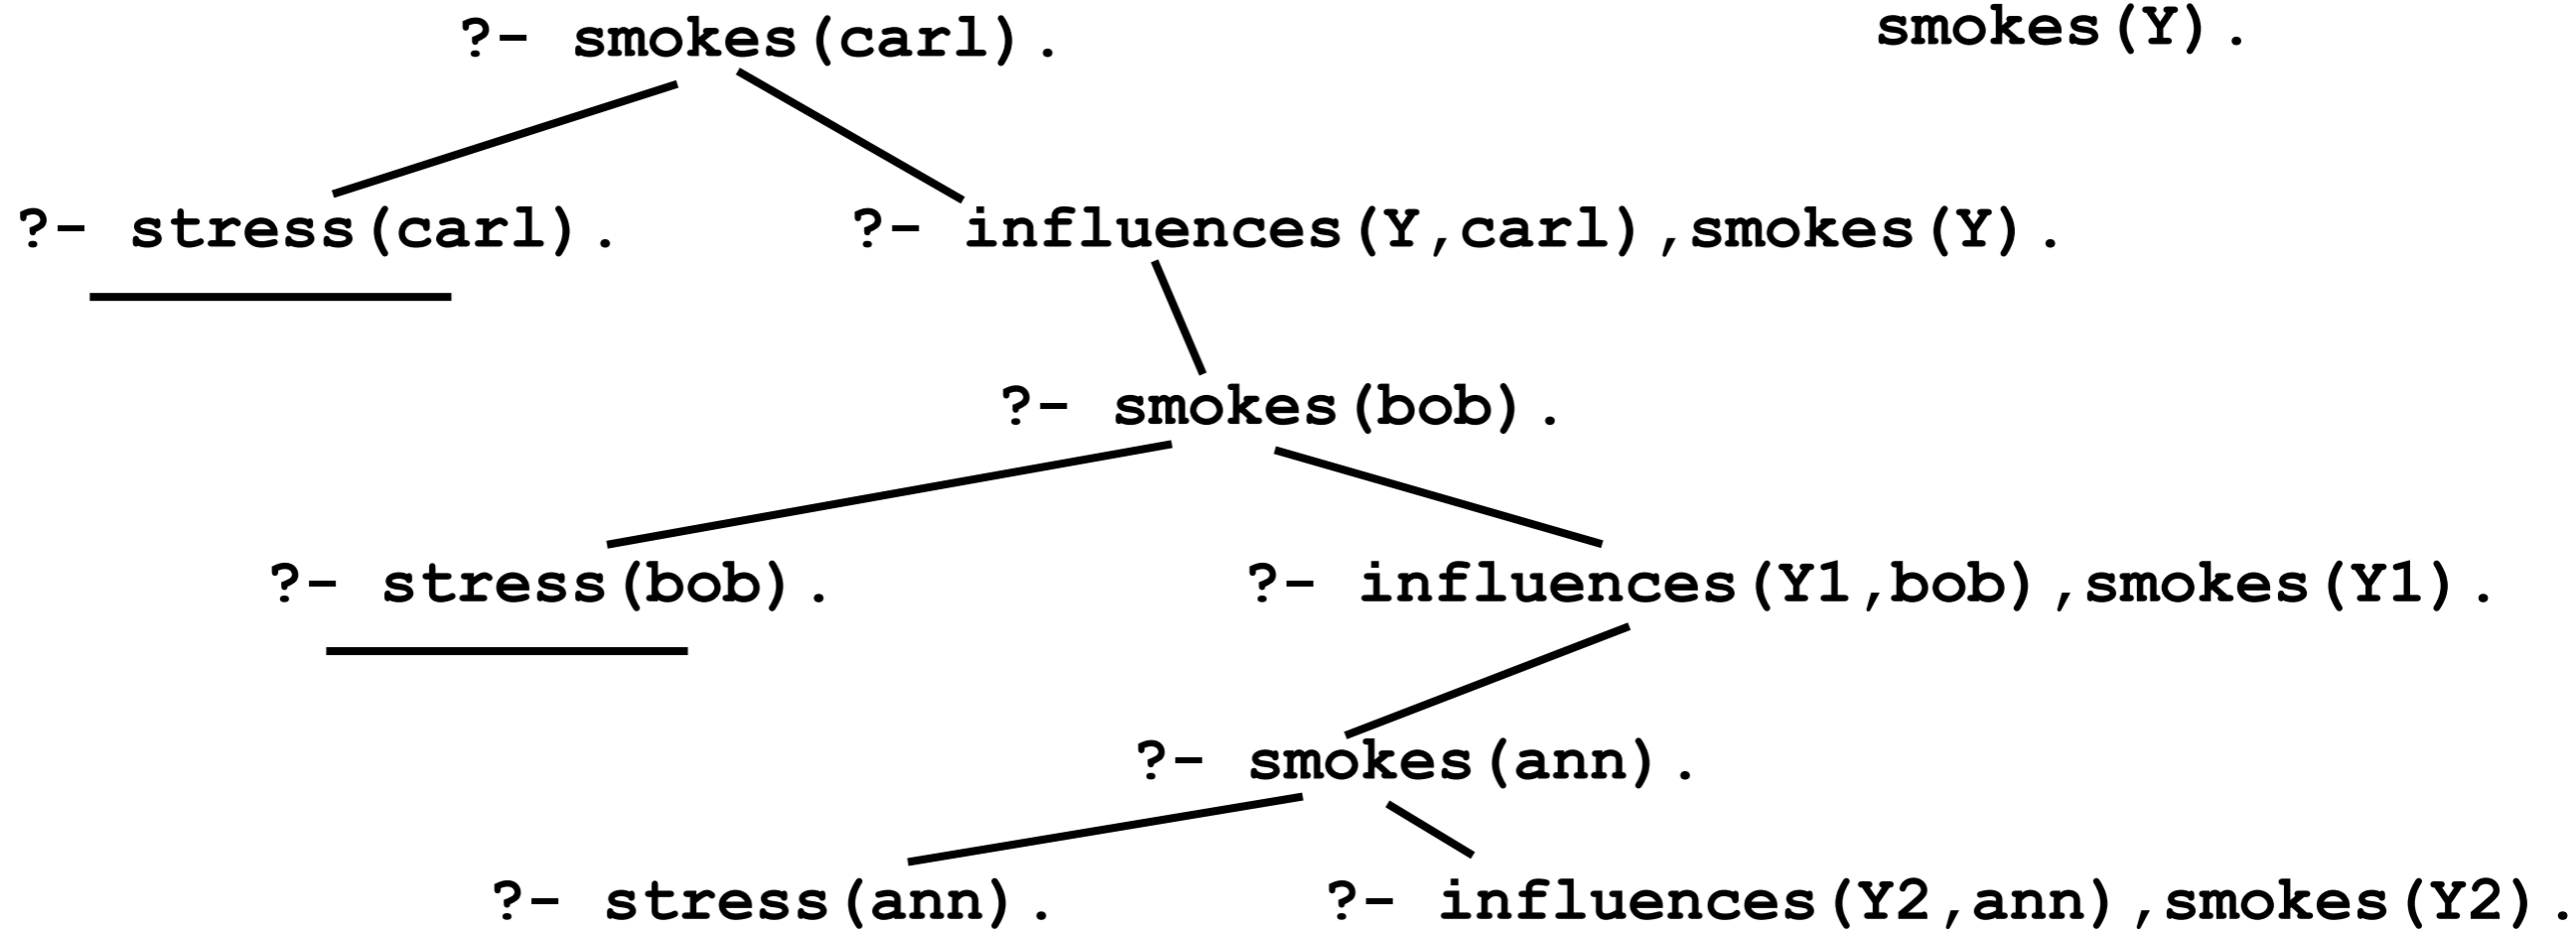 ?- smokes(carl).
smokes(Y).
?- stress(carl).
?- influences(Y,carl),smokes(Y).
?- smokes(bob).
?- stress(bob).
?- influences(Y1,bob),smokes(Y1).
?- smokes(ann).
?- stress(ann).
?- influences(Y2,ann),smokes(Y2).